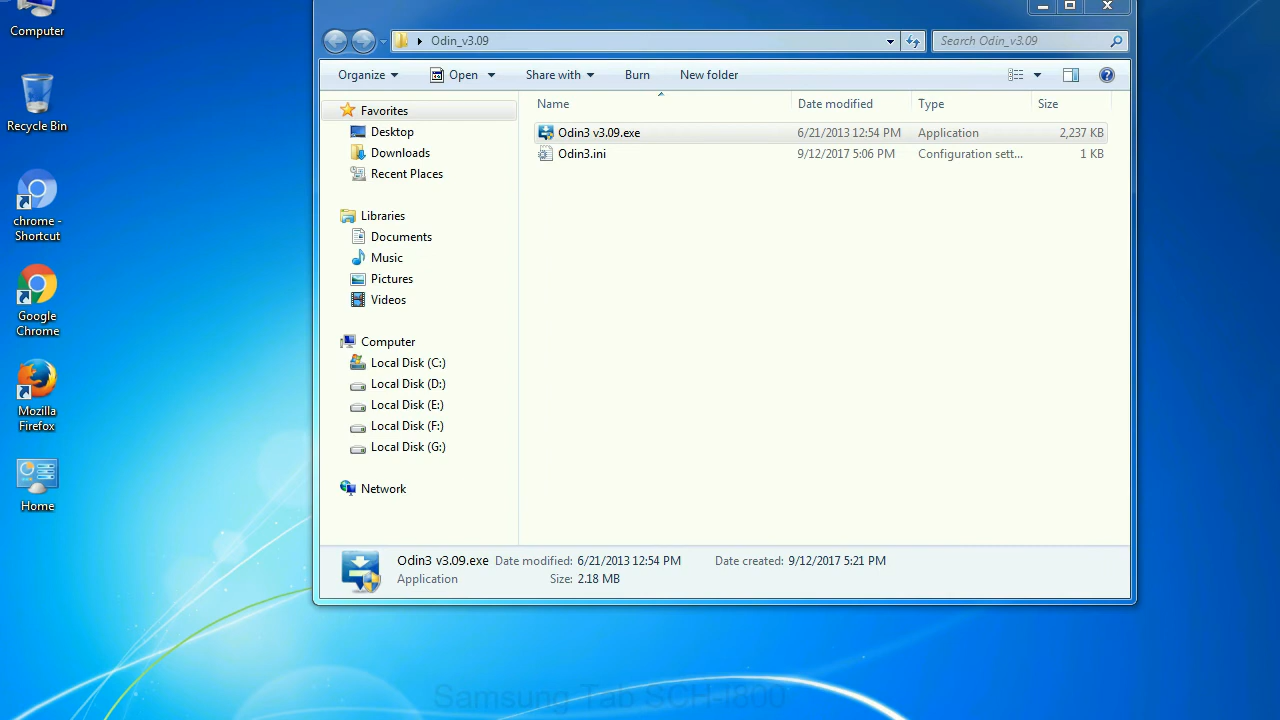 Computer
Recycle Bin
chrome -
Shortcut
Google
Chrome
Mozilla
Firefox
Home
Odin_v3.09
Search Odin_v3.09
Organize
Open
Share with
Burn
New folder
Favorites
Desktop
Downloads
Recent Places
Libraries
Documents
Music
Pictures
Videos
Computer
Local Disk (C:)
Local Disk (D:)
Local Disk (E:)
Local Disk (F:)
Local Disk (G:)
Network
Name Date modified Type Size
Odin3 v3.09.exe 6/21/2013 12:54 PM Application 2,237 KB
Odin3.ini 9/12/2017 5:06 PM Configuration sett... 1 KB
Odin3 v3.09.exe Date modified: 6/21/2013 12:54 PM Date created: 9/12/2017 5:21 PM
Application Size: 2.18 MB
Samsung Tab SCH-I800